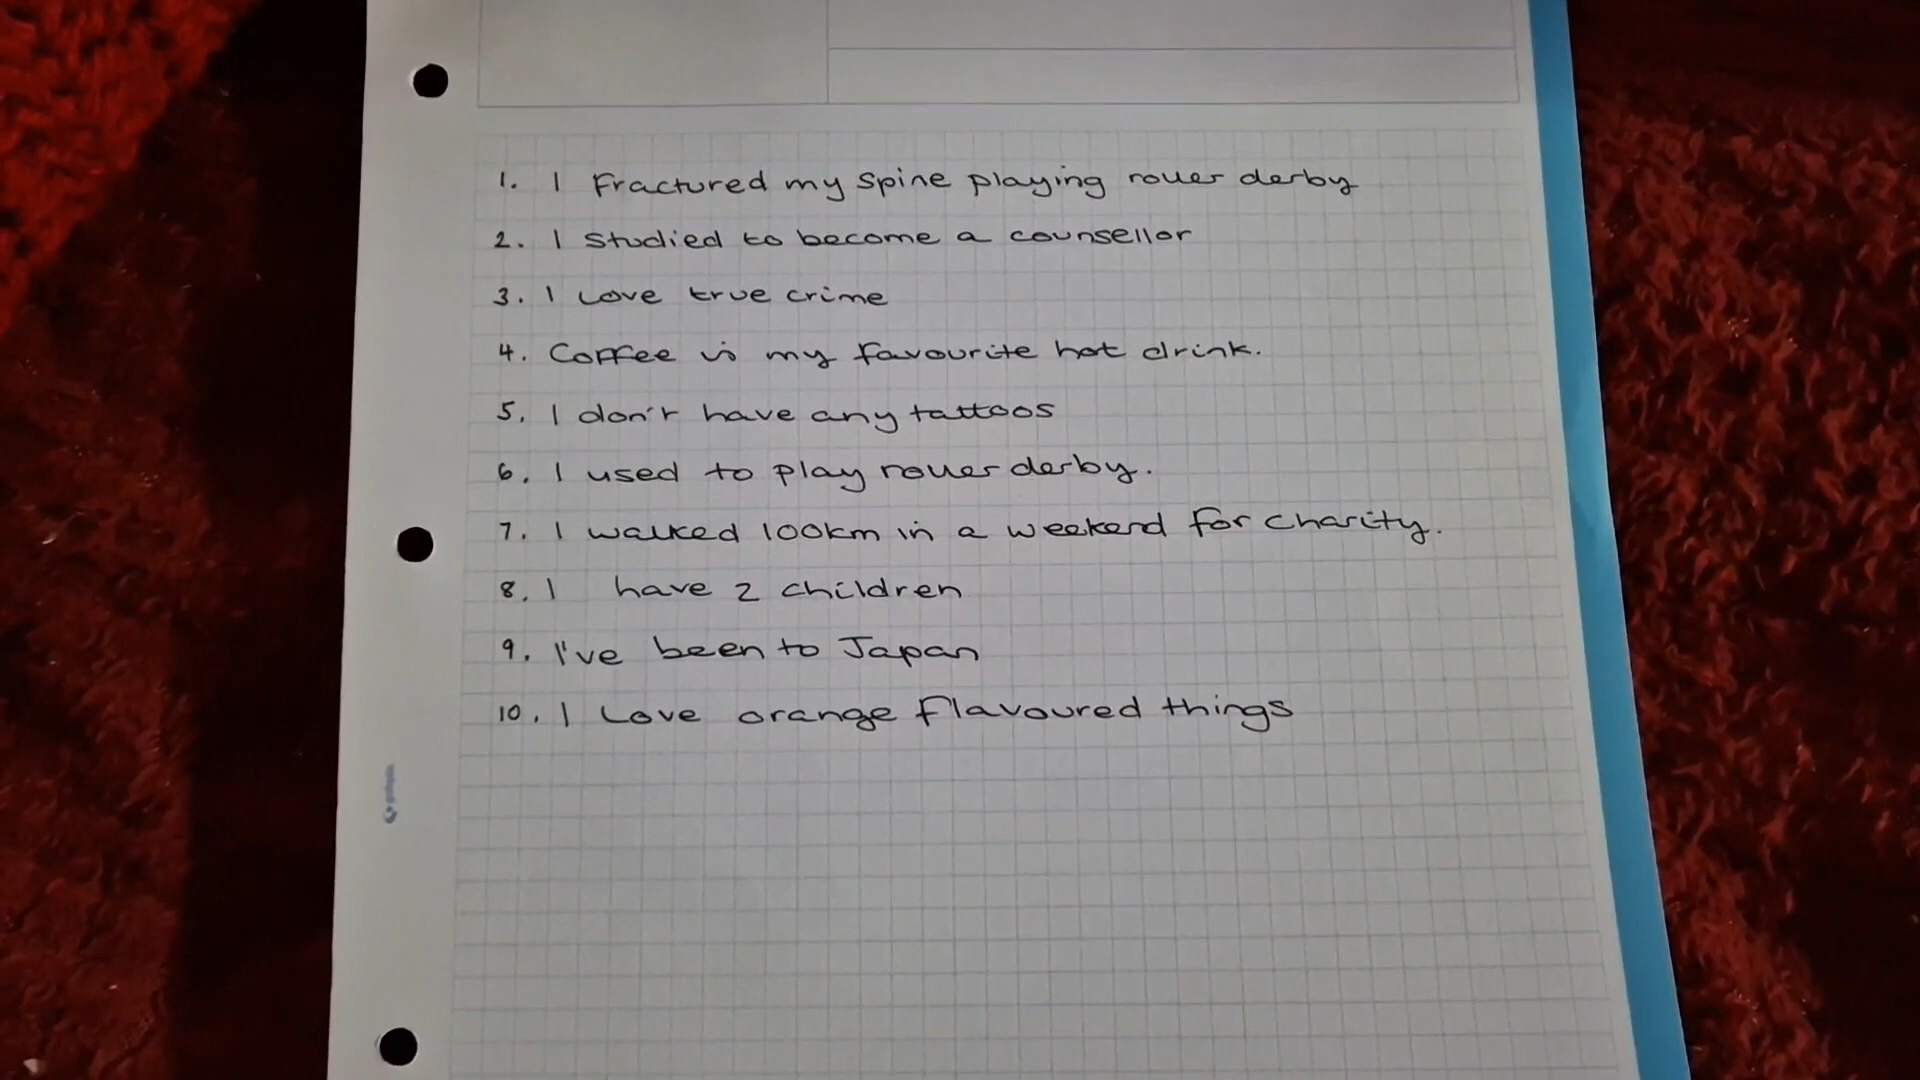 1. I Fractured my spine playing roller derby
2. I studied to become a counsellor
3. I love true crime
4. Coffee is my favourite hot drink.
5. I don't have any tattoos
6. I used to play roller derby.
7. I walked 100km in a weekend for charity.
8. I have 2 children
9. I've been to Japan
10. I love orange flavoured things